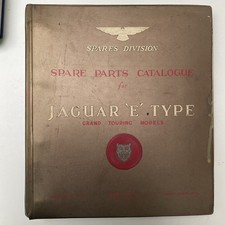 SPARES DIVISION
SPARE PARTS CATALOGUE
for
JAGUAR 'E' TYPE
GRAND TOURING MODELS